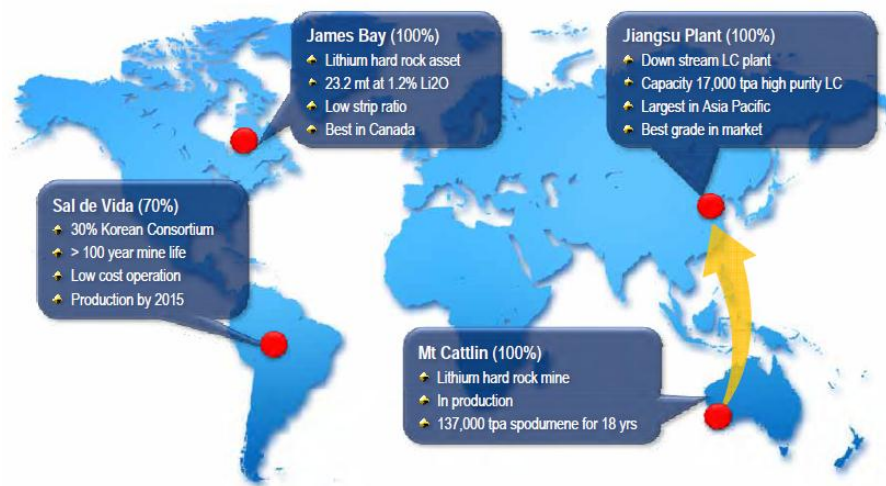 James Bay (100%)
Lithium hard rock asset
23.2 mt at 1.2% Li2O
Low strip ratio
Best in Canada
Jiangsu Plant (100%)
Down stream LC plant
Capacity 17,000 tpa high purity LC
Largest in Asia Pacific
Best grade in market
Sal de Vida (70%)
30% Korean Consortium
> 100 year mine life
Low cost operation
Production by 2015
Mt Cattlin (100%)
Lithium hard rock mine
In production
137,000 tpa spodumene for 18 yrs